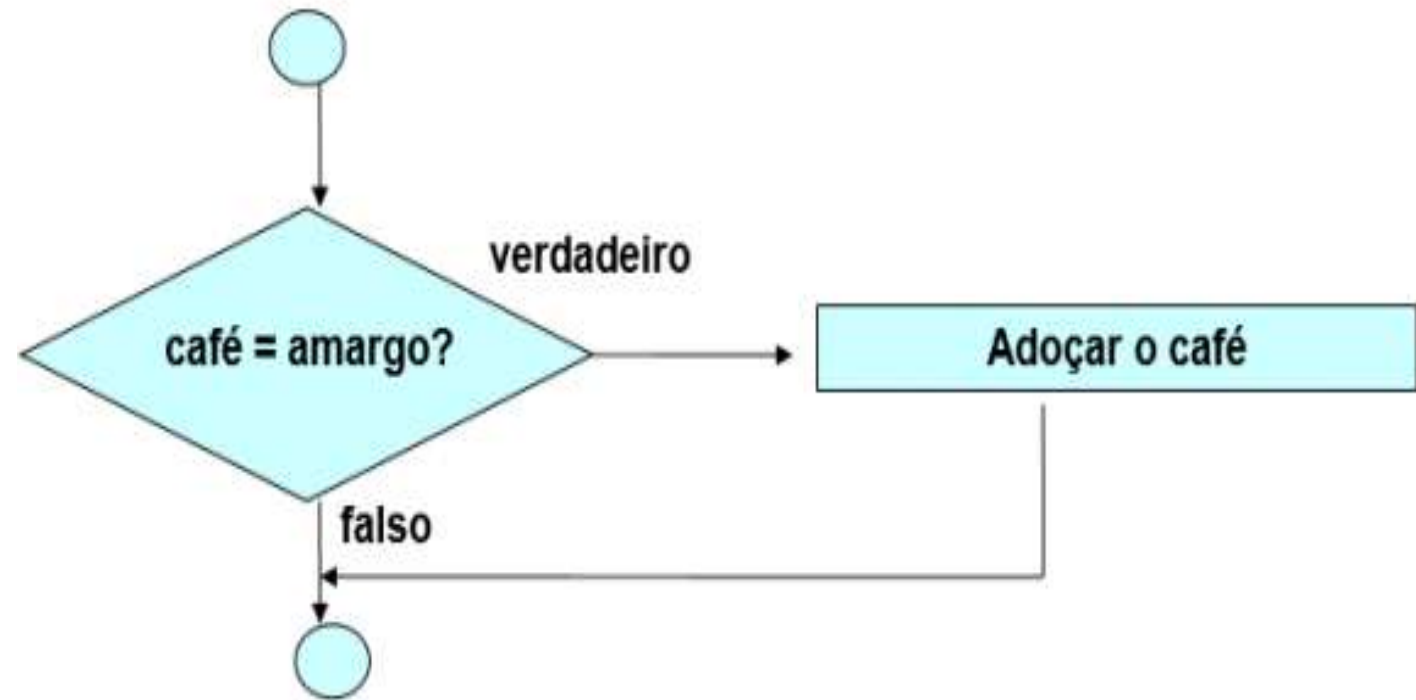 verdadeiro
café = amargo?
Adoçar o café
falso